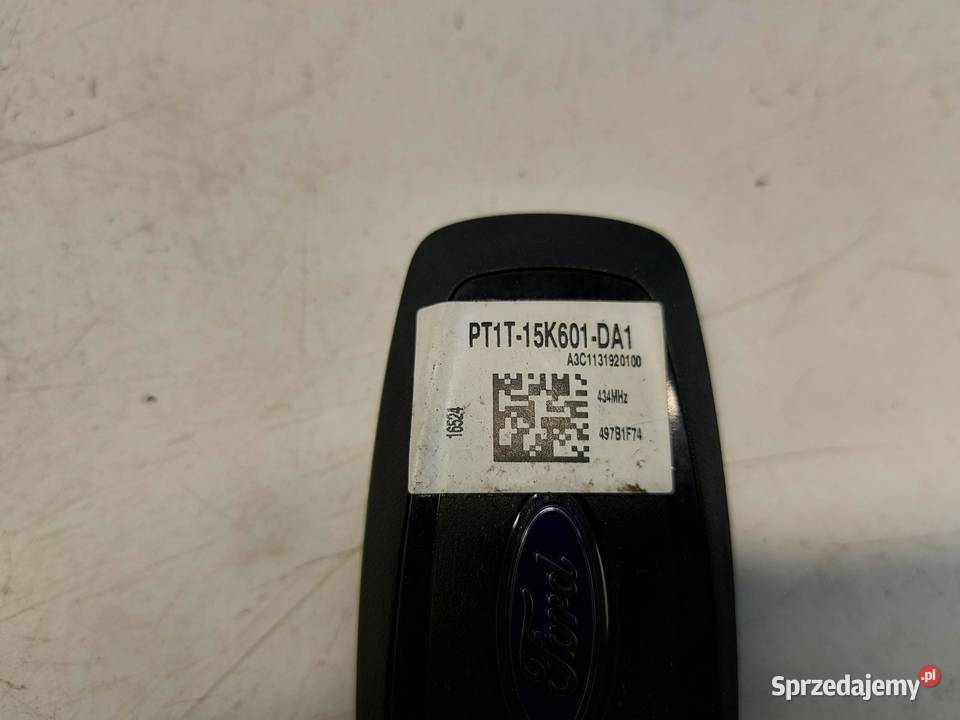 PT1T-15K601-DA1
A3C1131920100
434MHz
16524
497B1F74
Ford
Sprzedajemy.pl